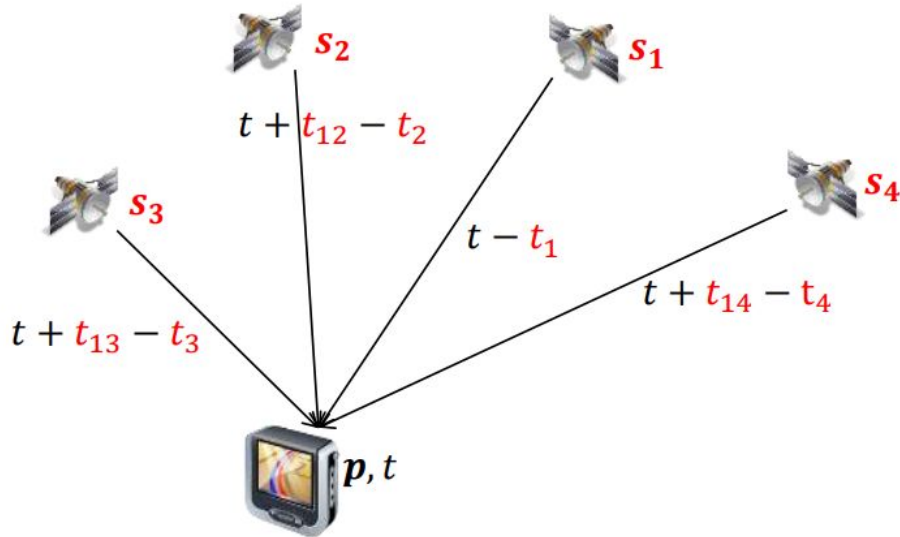 s₂
s₁
t + t₁₂ − t₂
s₃
s₄
t − t₁
t + t₁₄ − t₄
t + t₁₃ − t₃
p, t